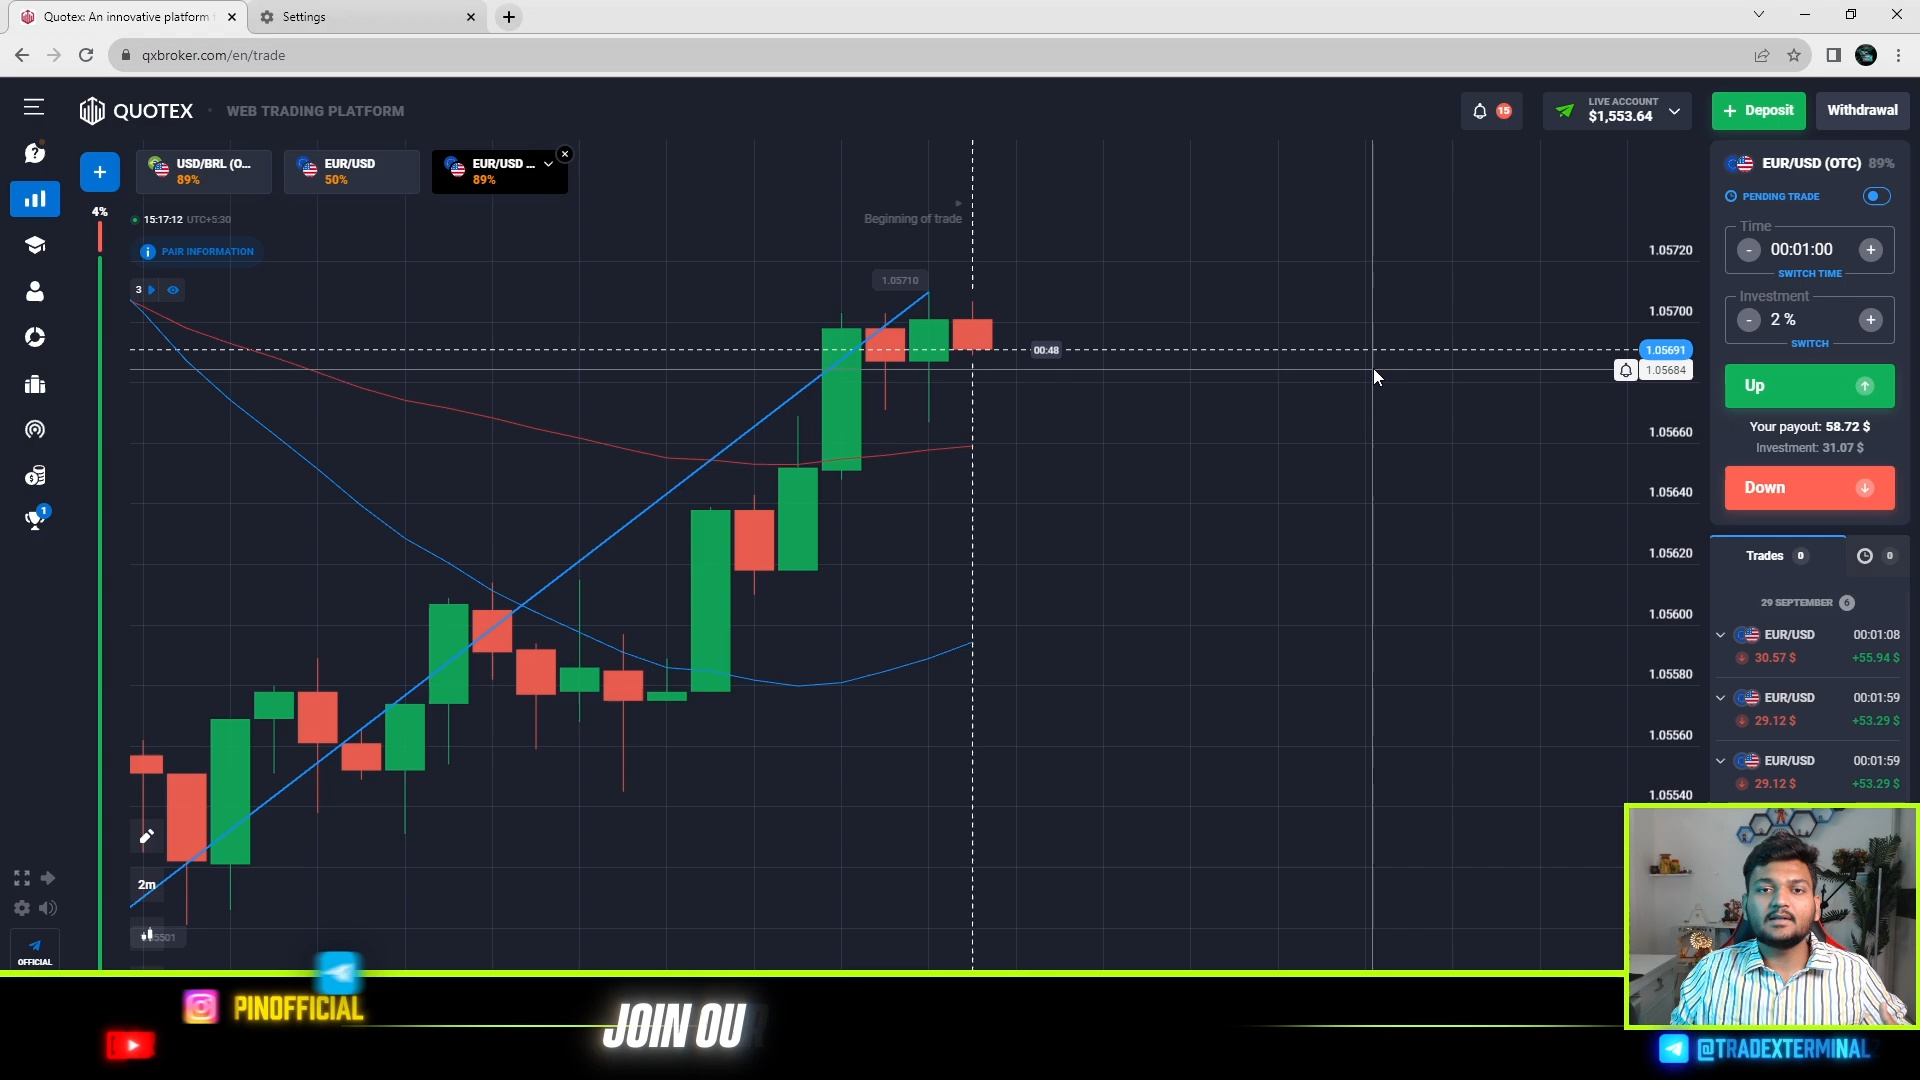 Quotex: An innovative platform
Settings
qxbroker.com/en/trade
QUOTEX
WEB TRADING PLATFORM
15
LIVE ACCOUNT
$1,553.64
+ Deposit
Withdrawal
USD/BRL (O...
89%
EUR/USD
50%
EUR/USD ...
89%
4%
15:17:12 UTC+5:30
Beginning of trade
PAIR INFORMATION
3
1.05710
00:48
1.05720
1.05700
1.05691
1.05684
1.05660
1.05640
1.05620
1.05600
1.05580
1.05560
1.05540
EUR/USD (OTC) 89%
PENDING TRADE
Time
- 00:01:00 +
SWITCH TIME
Investment
- 2 % +
SWITCH
Up
Your payout: 58.72 $
Investment: 31.07 $
Down
Trades 0
0
29 SEPTEMBER 6
EUR/USD 00:01:08
30.57 $ +55.94 $
EUR/USD 00:01:59
29.12 $ +53.29 $
EUR/USD 00:01:59
29.12 $ +53.29 $
1
2m
OFFICIAL
PINOFFICIAL
JOIN OU
@TRADEXTERMINAL